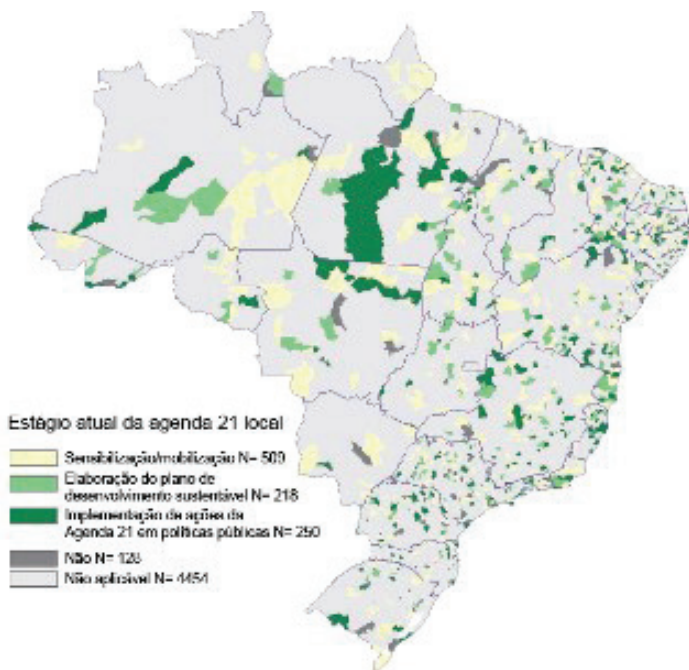 Estágio atual da agenda 21 local
Sensibilização/mobilização N= 509
Elaboração do plano de
desenvolvimento sustentável N= 218
Implementação de ações da
Agenda 21 em políticas públicas N= 250
Não N= 128
Não aplicável N= 4454